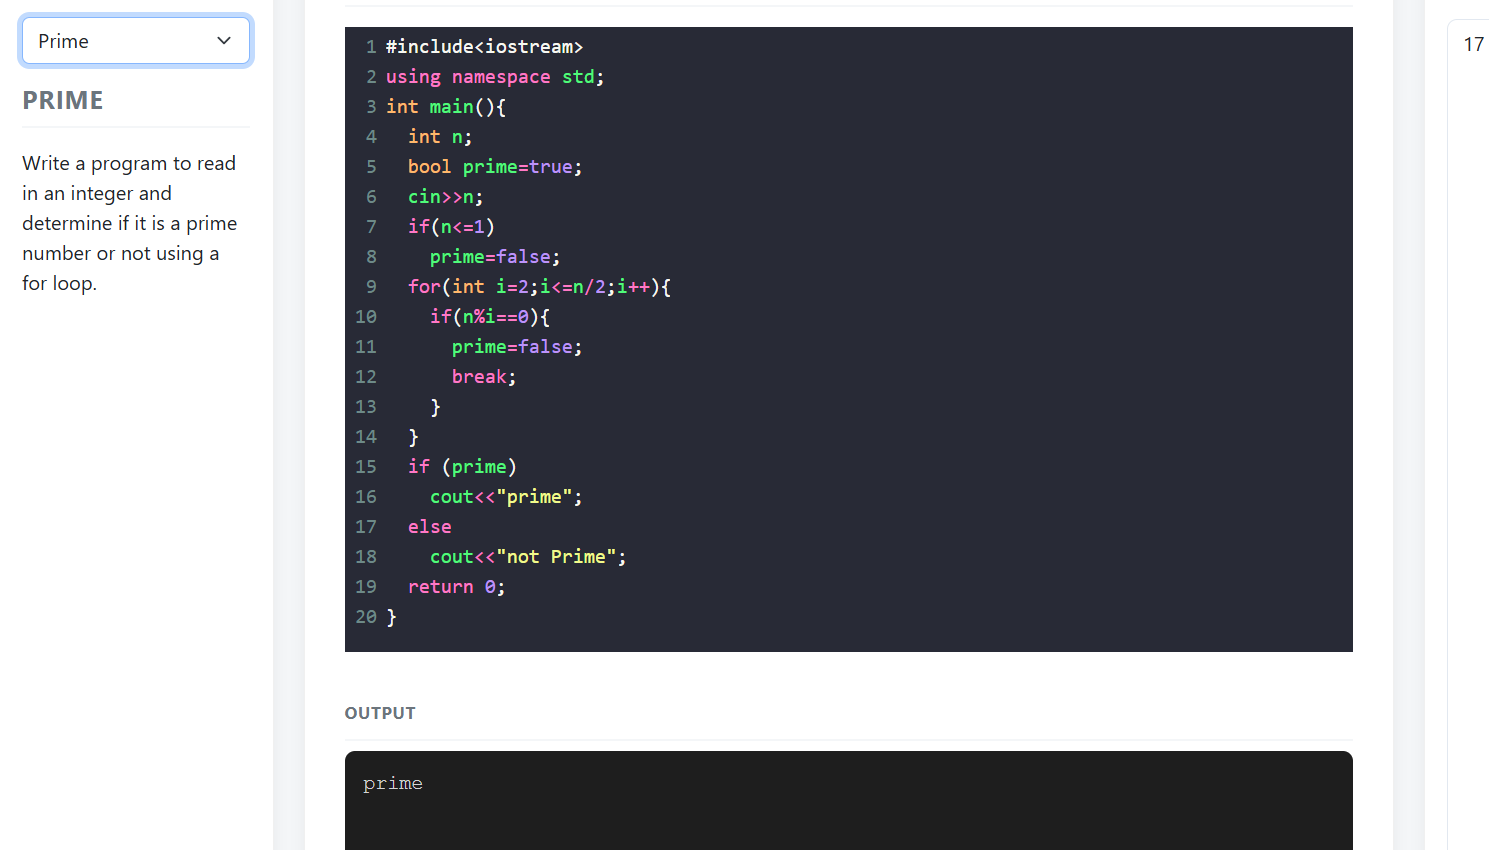 Prime
PRIME
Write a program to read
in an integer and
determine if it is a prime
number or not using a
for loop.
1 #include<iostream>
2 using namespace std;
3 int main(){
4   int n;
5   bool prime=true;
6   cin>>n;
7   if(n<=1)
8     prime=false;
9   for(int i=2;i<=n/2;i++){
10     if(n%i==0){
11       prime=false;
12       break;
13     }
14   }
15   if (prime)
16     cout<<"prime";
17   else
18     cout<<"not Prime";
19   return 0;
20 }
OUTPUT
prime
17